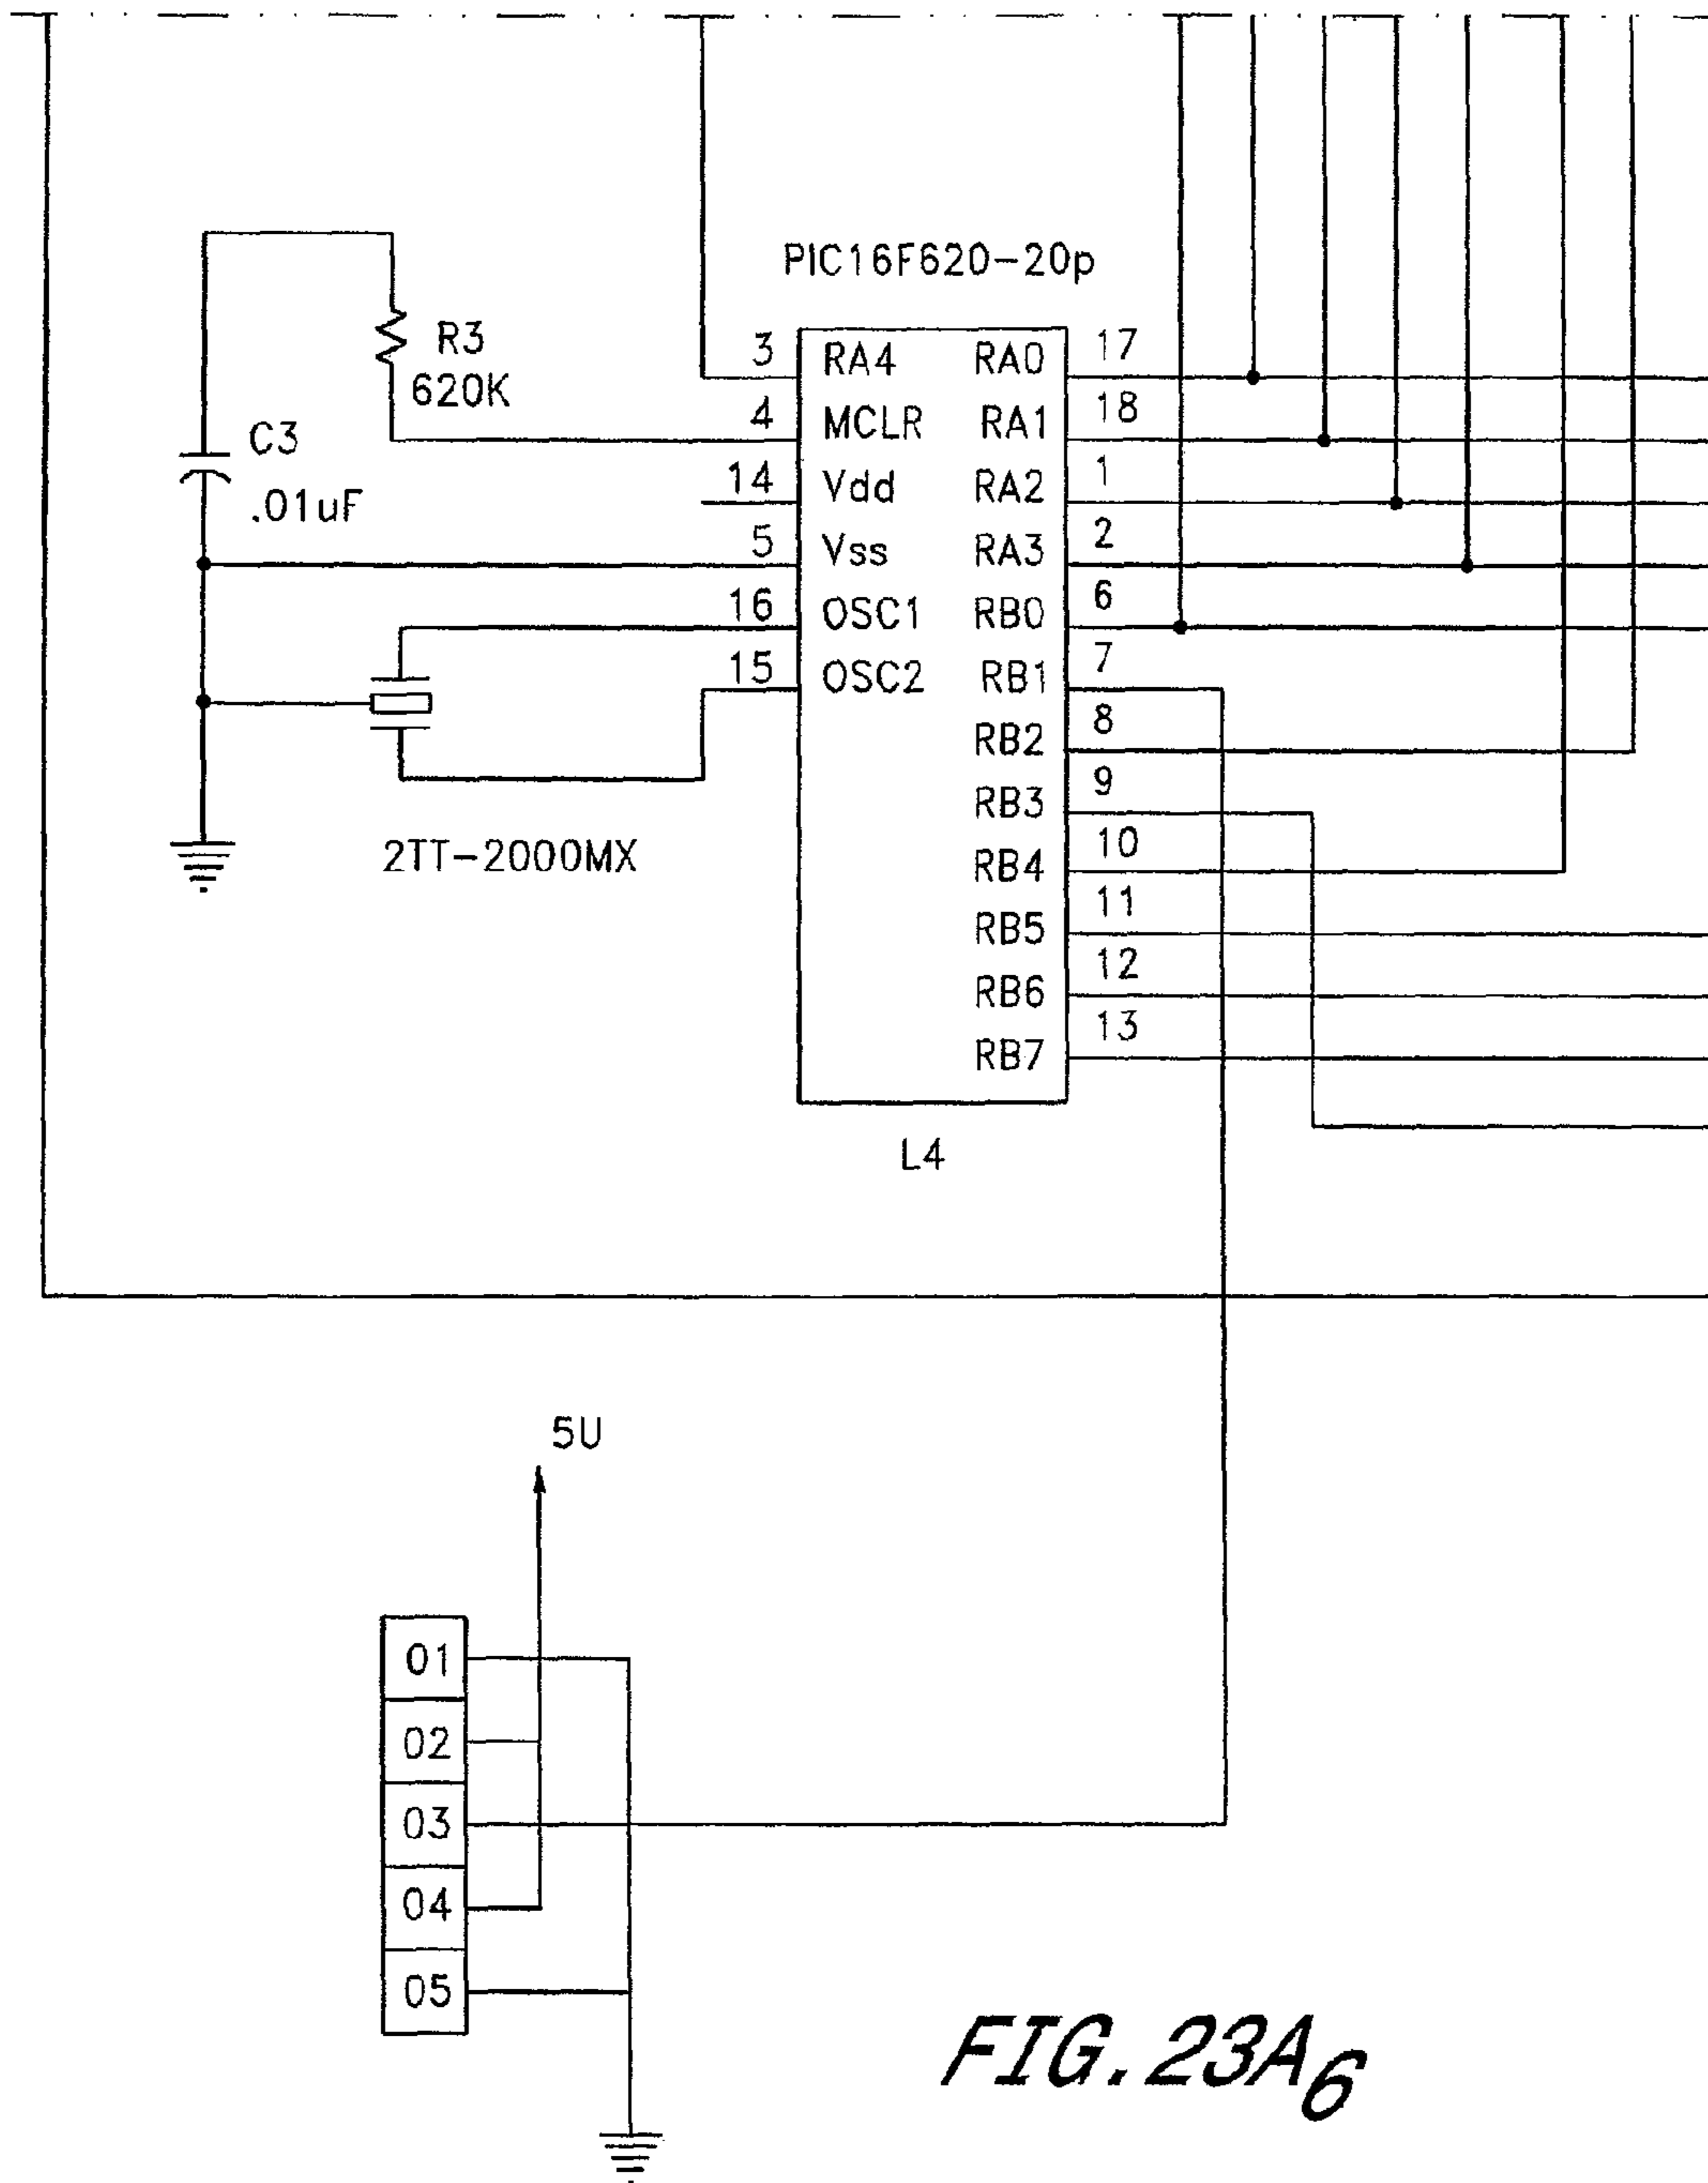 PIC16F620-20p
R3
620K
C3
.01uF
3 RA4 RA0 17
4 MCLR RA1 18
14 Vdd RA2 1
5 Vss RA3 2
16 OSC1 RB0 6
15 OSC2 RB1 7
RB2 8
RB3 9
RB4 10
RB5 11
RB6 12
RB7 13
2TT-2000MX
L4
5U
01
02
03
04
05
FIG. 23A6